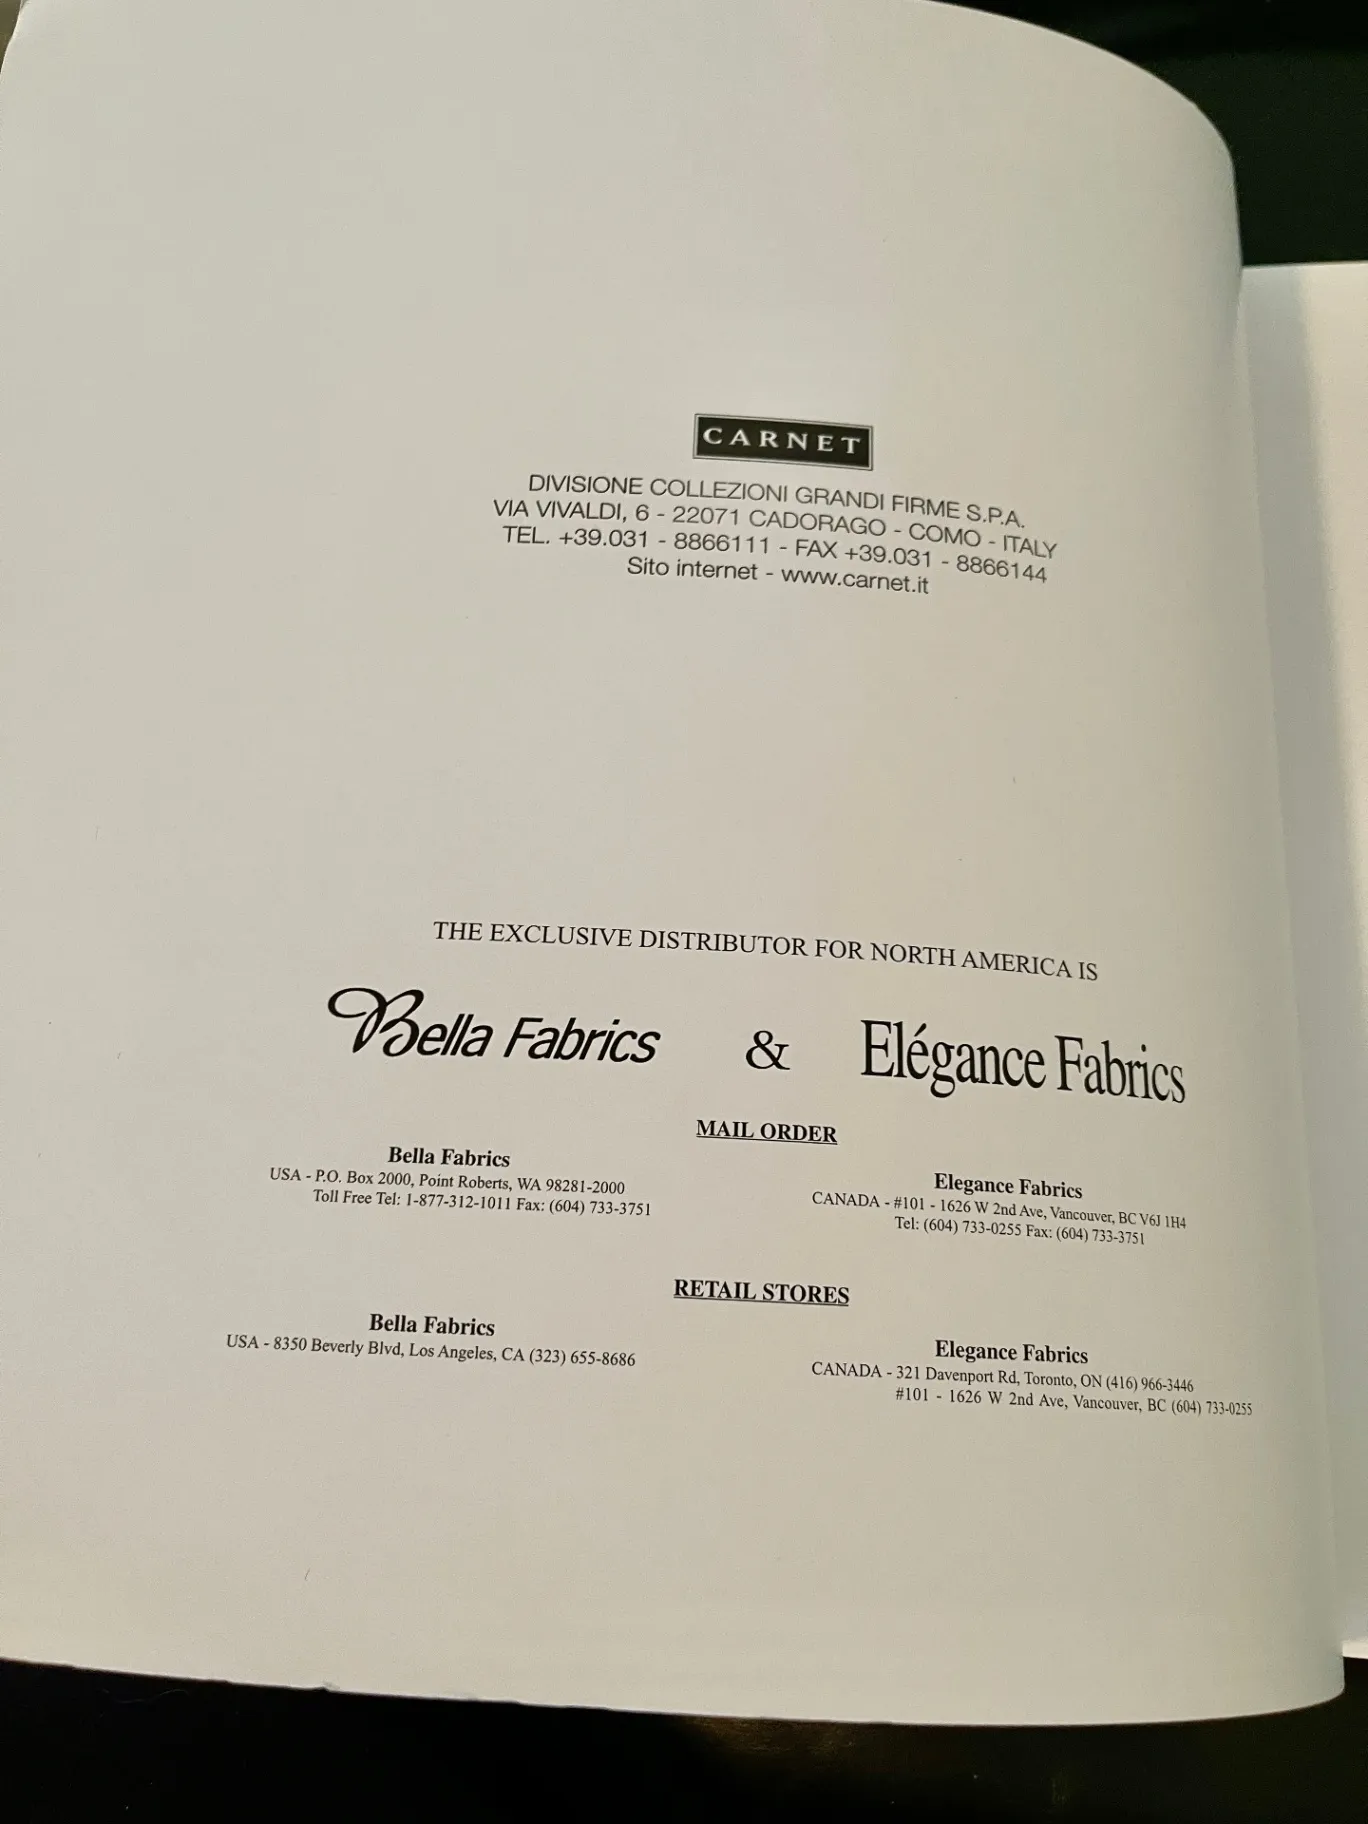 CARNET
DIVISIONE COLLEZIONI GRANDI FIRME S.P.A.
VIA VIVALDI, 6 - 22071 CADORAGO - COMO - ITALY
TEL. +39.031 - 8866111 - FAX +39.031 - 8866144
Sito internet - www.carnet.it
THE EXCLUSIVE DISTRIBUTOR FOR NORTH AMERICA IS
Bella Fabrics & Elégance Fabrics
MAIL ORDER
Bella Fabrics
USA - P.O. Box 2000, Point Roberts, WA 98281-2000
Toll Free Tel: 1-877-312-1011 Fax: (604) 733-3751
Elegance Fabrics
CANADA - #101 - 1626 W 2nd Ave, Vancouver, BC V6J 1H4
Tel: (604) 733-0255 Fax: (604) 733-3751
RETAIL STORES
Bella Fabrics
USA - 8350 Beverly Blvd, Los Angeles, CA (323) 655-8686
Elegance Fabrics
CANADA - 321 Davenport Rd, Toronto, ON (416) 966-3446
#101 - 1626 W 2nd Ave, Vancouver, BC (604) 733-0255